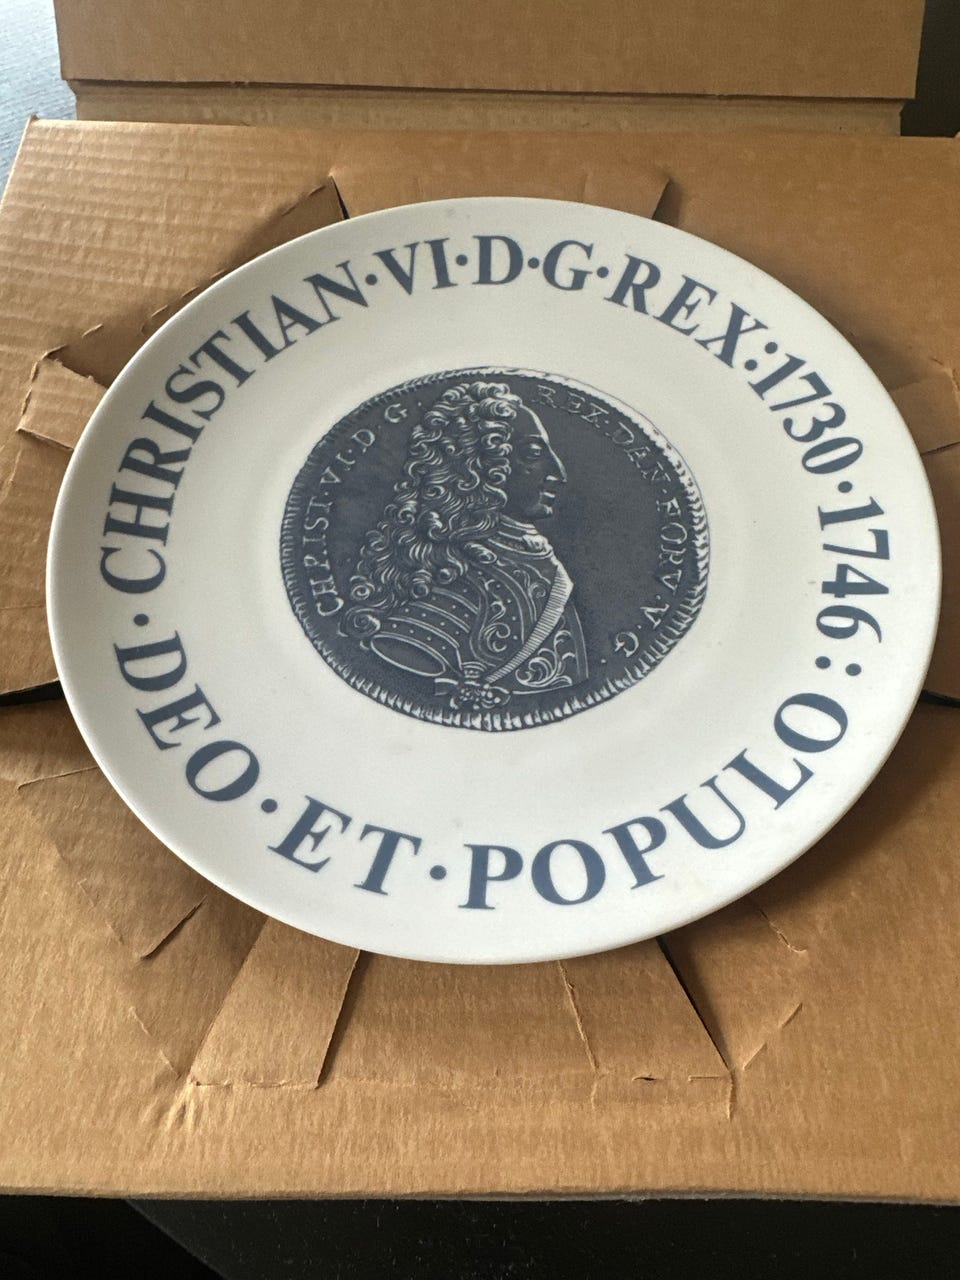 CHRISTIAN·VI·D·G·REX:1730·1746:
DEO·ET·POPULO·
CHRIST·VI·D·G· REX·DAN·NORV·V·G·